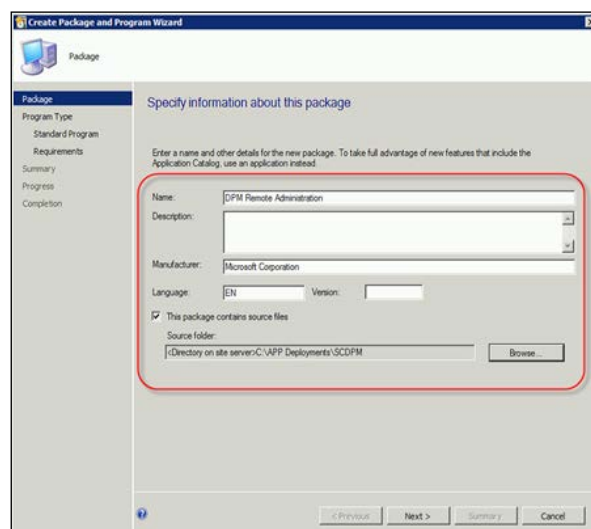 Create Package and Program Wizard
Package
Package
Program Type
Standard Program
Requirements
Summary
Progress
Completion
Specify information about this package
Enter a name and other details for the new package. To take full advantage of new features that include the
Application Catalog, use an application instead.
Name: DPM Remote Administration
Description:
Manufacturer: Microsoft Corporation
Language: EN Version:
This package contains source files
Source folder:
<Directory on site server>C:\APP Deployments\SCDPM Browse...
< Previous Next > Summary Cancel